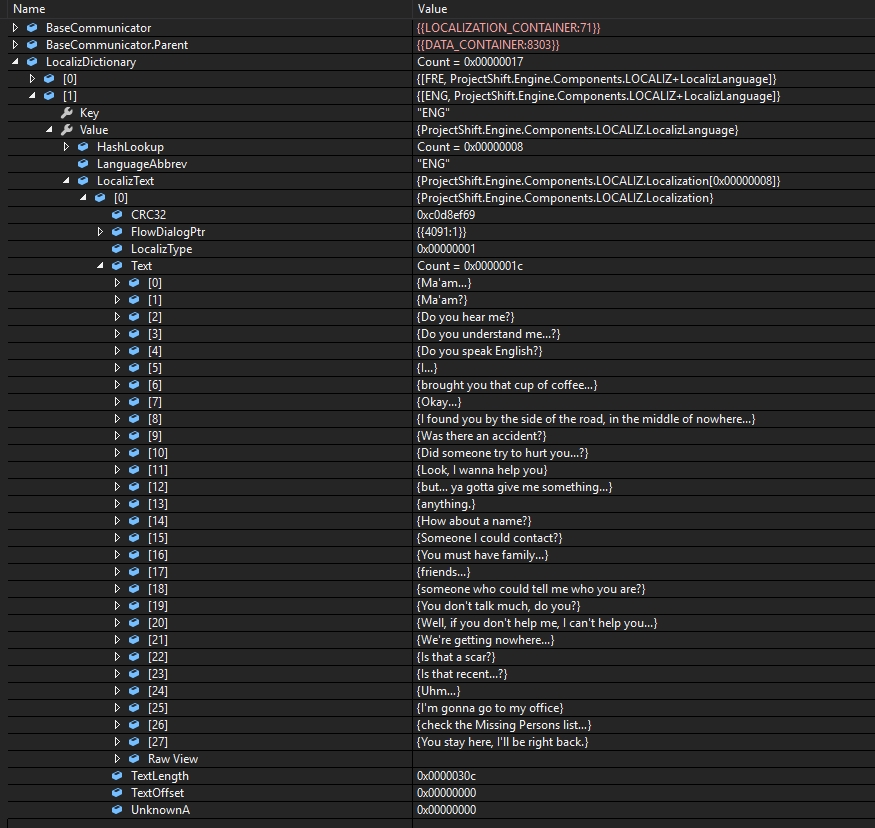 Name Value
BaseCommunicator {{LOCALIZATION_CONTAINER:71}}
BaseCommunicator.Parent {{DATA_CONTAINER:8303}}
LocalizDictionary Count = 0x00000017
[0] {[FRE, ProjectShift.Engine.Components.LOCALIZ+LocalizLanguage]}
[1] {[ENG, ProjectShift.Engine.Components.LOCALIZ+LocalizLanguage]}
Key "ENG"
Value {ProjectShift.Engine.Components.LOCALIZ.LocalizLanguage}
HashLookup Count = 0x00000008
LanguageAbbrev "ENG"
LocalizText {ProjectShift.Engine.Components.LOCALIZ.Localization[0x00000008]}
[0] {ProjectShift.Engine.Components.LOCALIZ.Localization}
CRC32 0xc0d8ef69
FlowDialogPtr {{4091:1}}
LocalizType 0x00000001
Text Count = 0x0000001c
[0] {Ma'am...}
[1] {Ma'am?}
[2] {Do you hear me?}
[3] {Do you understand me...?}
[4] {Do you speak English?}
[5] {I...}
[6] {brought you that cup of coffee...}
[7] {Okay...}
[8] {I found you by the side of the road, in the middle of nowhere...}
[9] {Was there an accident?}
[10] {Did someone try to hurt you...?}
[11] {Look, I wanna help you}
[12] {but... ya gotta give me something...}
[13] {anything.}
[14] {How about a name?}
[15] {Someone I could contact?}
[16] {You must have family...}
[17] {friends...}
[18] {someone who could tell me who you are?}
[19] {You don't talk much, do you?}
[20] {Well, if you don't help me, I can't help you...}
[21] {We're getting nowhere...}
[22] {Is that a scar?}
[23] {Is that recent...?}
[24] {Uhm...}
[25] {I'm gonna go to my office}
[26] {check the Missing Persons list...}
[27] {You stay here, I'll be right back.}
Raw View
TextLength 0x0000030c
TextOffset 0x00000000
UnknownA 0x00000000